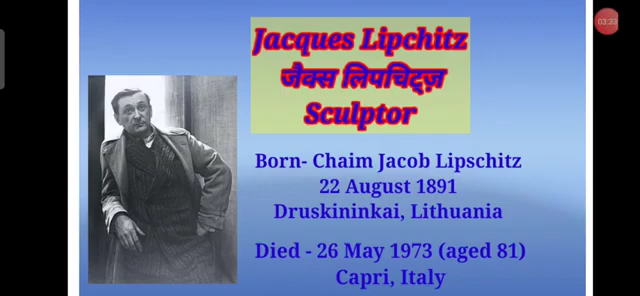 Jacques Lipchitz
जैक्स लिपचिट्ज़
Sculptor
Born- Chaim Jacob Lipschitz
22 August 1891
Druskininkai, Lithuania
Died - 26 May 1973 (aged 81)
Capri, Italy
03:33